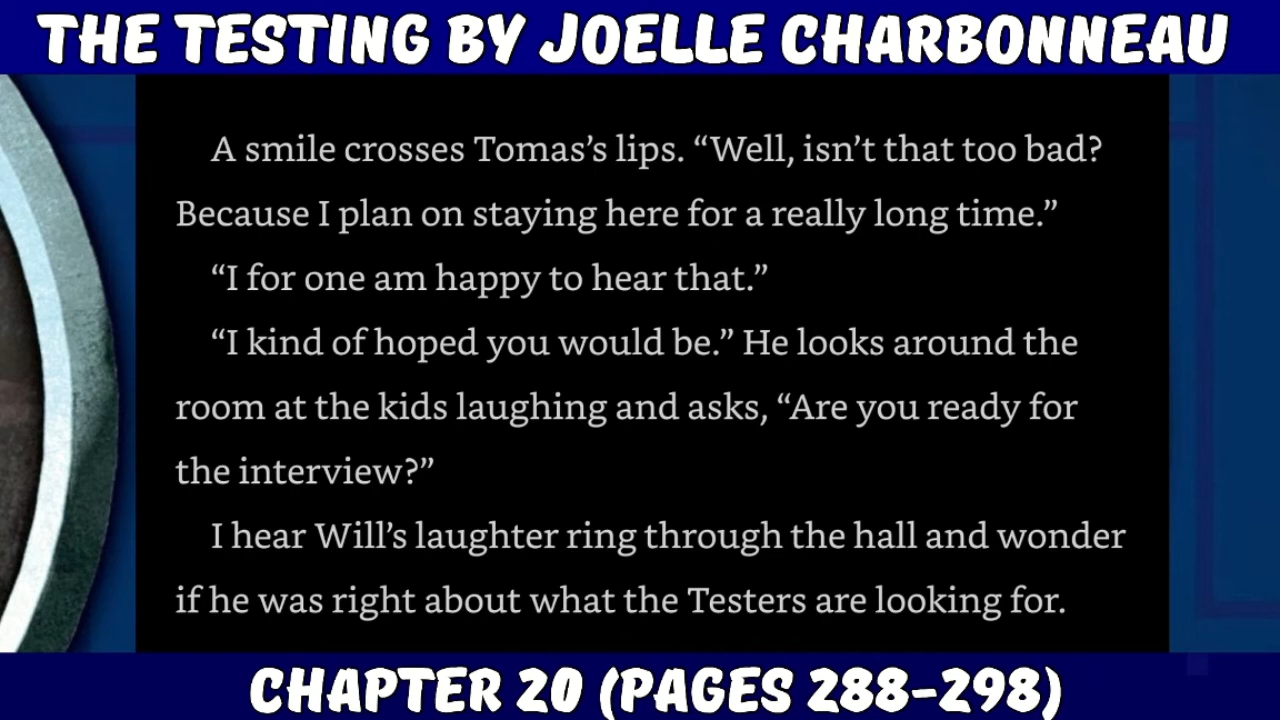 THE TESTING BY JOELLE CHARBONNEAU
A smile crosses Tomas’s lips. “Well, isn’t that too bad?
Because I plan on staying here for a really long time.”
“I for one am happy to hear that.”
“I kind of hoped you would be.” He looks around the
room at the kids laughing and asks, “Are you ready for
the interview?”
I hear Will’s laughter ring through the hall and wonder
if he was right about what the Testers are looking for.
CHAPTER 20 (PAGES 288-298)